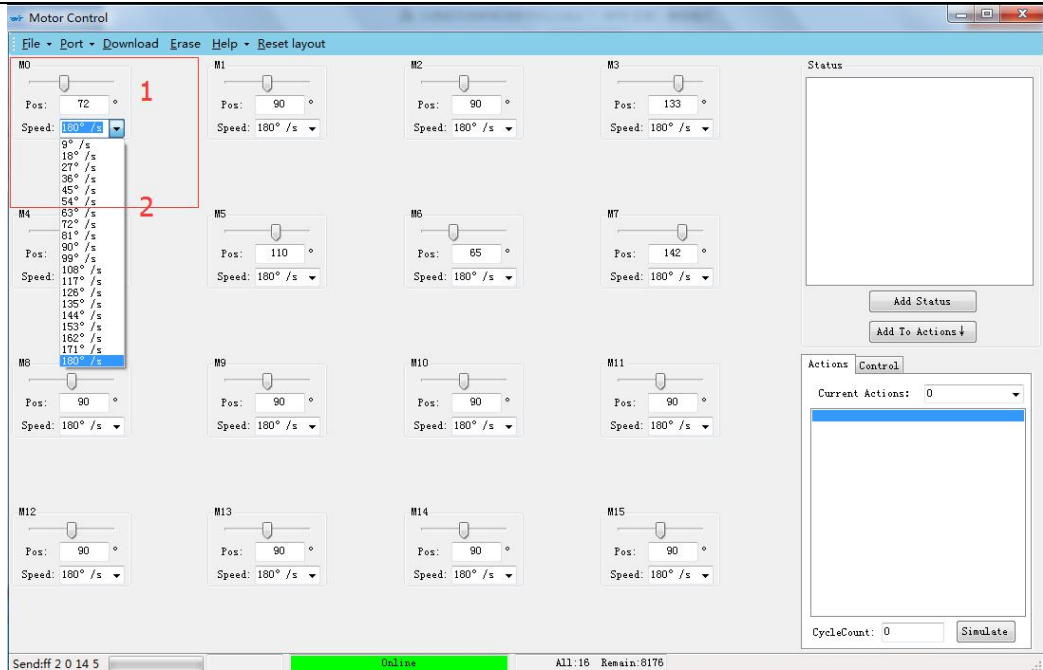 Motor Control
File Port Download Erase Help Reset layout
M0 M1 M2 M3 Status
1
Pos: 72 ° Pos: 90 ° Pos: 90 ° Pos: 133 °
Speed: 180° /s Speed: 180° /s Speed: 180° /s Speed: 180° /s
9° /s
18° /s
27° /s
36° /s
45° /s
54° /s
63° /s
72° /s
81° /s
90° /s
99° /s
108° /s
117° /s
126° /s
135° /s
144° /s
153° /s
162° /s
171° /s
180° /s
2
M4 M5 M6 M7
Pos: Pos: 110 ° Pos: 65 ° Pos: 142 °
Speed: Speed: 180° /s Speed: 180° /s Speed: 180° /s
Add Status
Add To Actions↓
M8 M9 M10 M11
Pos: 90 ° Pos: 90 ° Pos: 90 ° Pos: 90 °
Speed: 180° /s Speed: 180° /s Speed: 180° /s Speed: 180° /s
Actions Control
Current Actions: 0
M12 M13 M14 M15
Pos: 90 ° Pos: 90 ° Pos: 90 ° Pos: 90 °
Speed: 180° /s Speed: 180° /s Speed: 180° /s Speed: 180° /s
CycleCount: 0 Simulate
Send:ff 2 0 14 5 Online All:16 Remain:8176